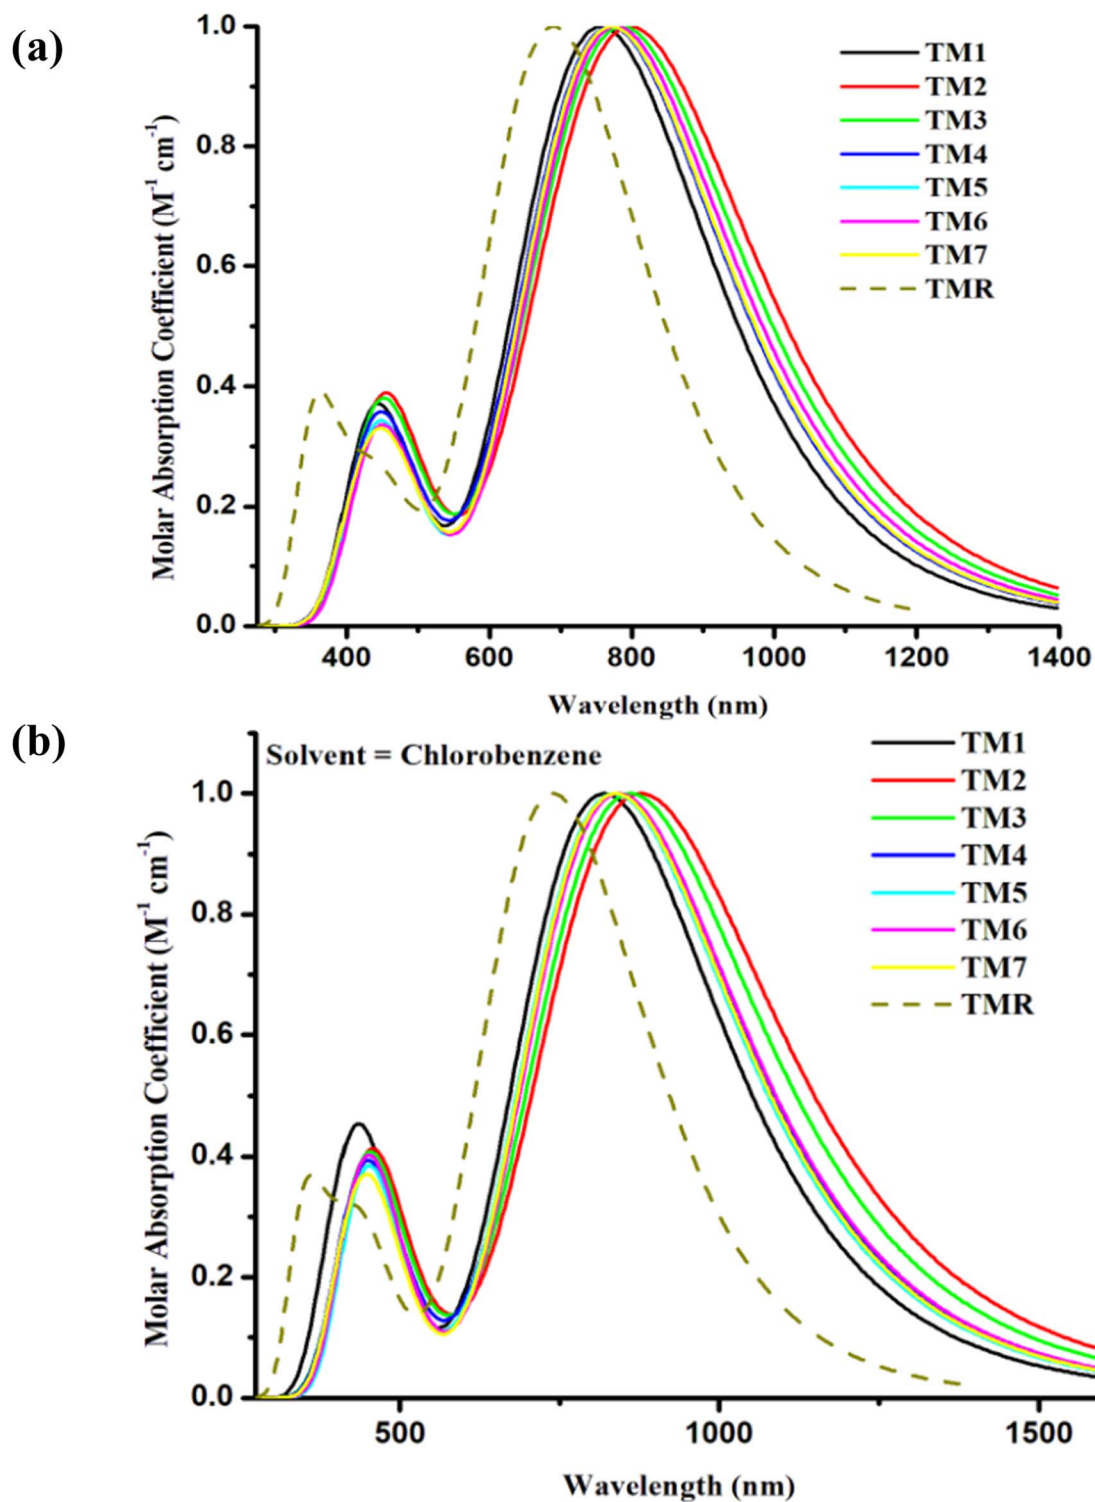 (a)
Molar Absorption Coefficient (M⁻¹ cm⁻¹)
1.0
0.8
0.6
0.4
0.2
0.0
TM1
TM2
TM3
TM4
TM5
TM6
TM7
TMR
400 600 800 1000 1200 1400
Wavelength (nm)
(b)
Solvent = Chlorobenzene
Molar Absorption Coefficient (M⁻¹ cm⁻¹)
1.0
0.8
0.6
0.4
0.2
0.0
TM1
TM2
TM3
TM4
TM5
TM6
TM7
TMR
500 1000 1500
Wavelength (nm)